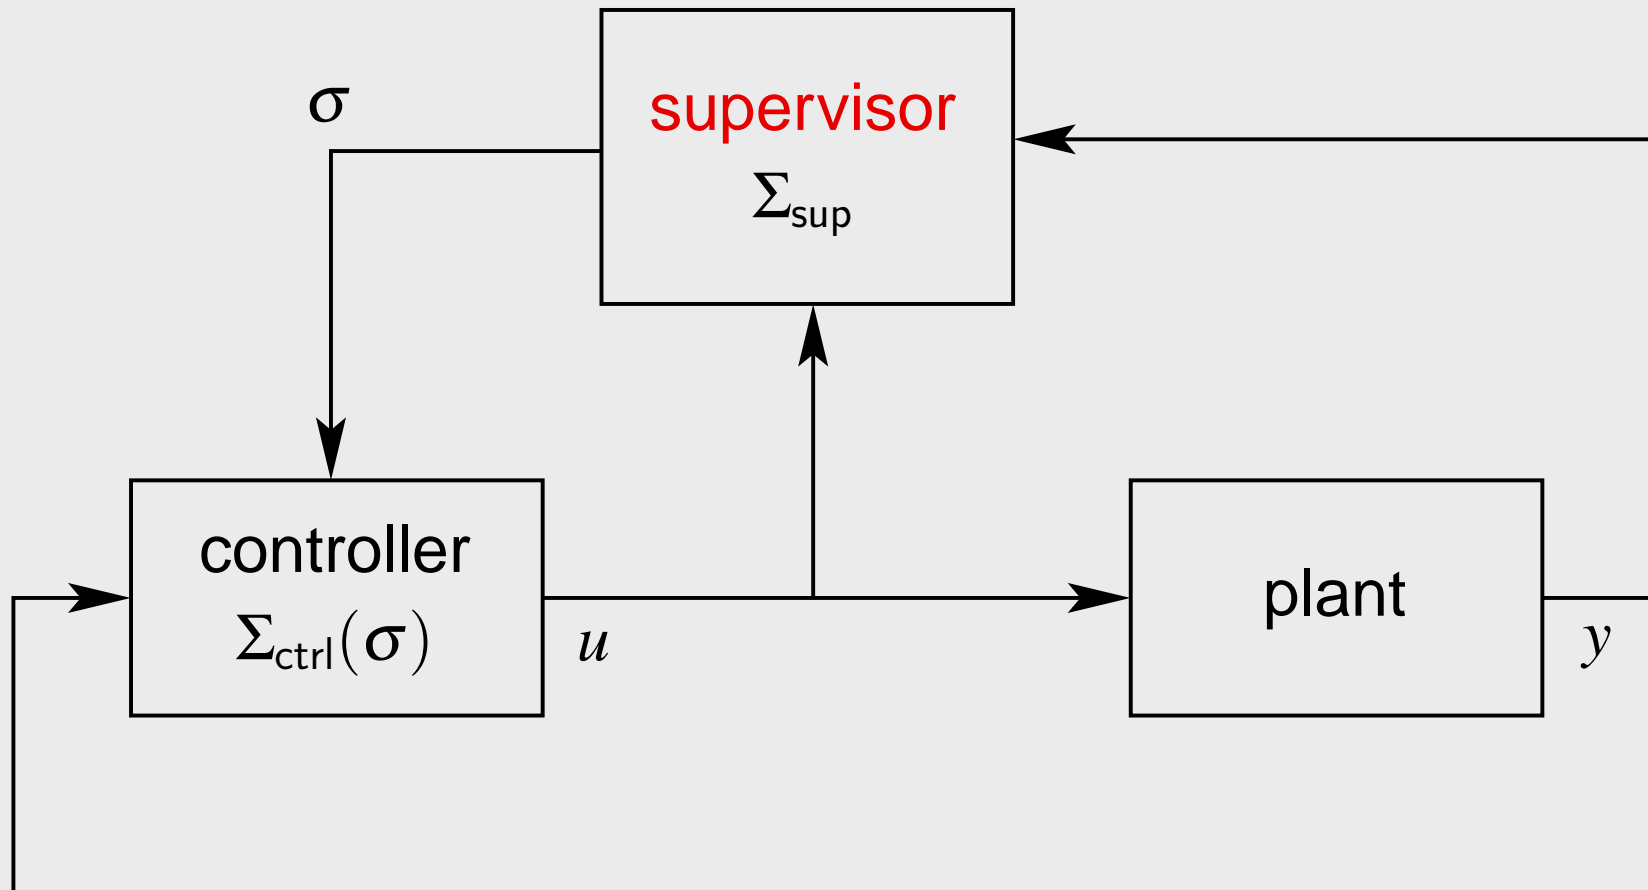 σ
supervisor
Σsup
controller
Σctrl(σ)
u
plant
y